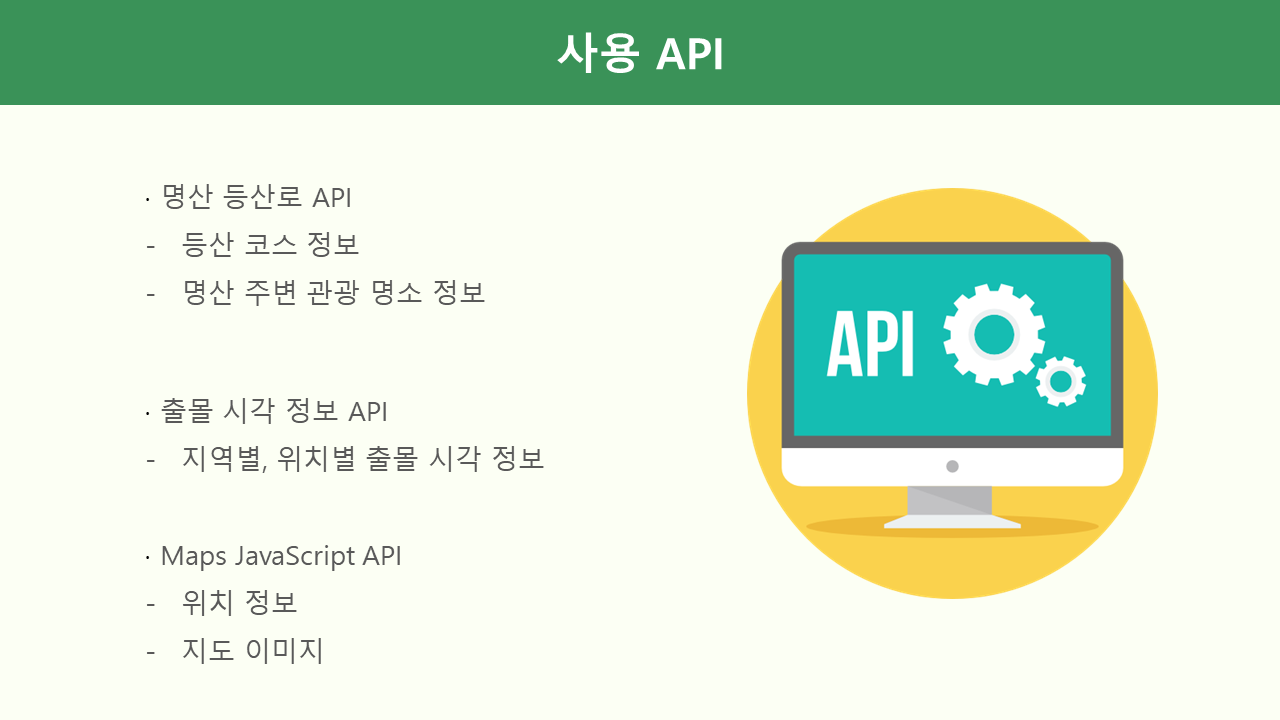 사용 API
· 명산 등산로 API
- 등산 코스 정보
- 명산 주변 관광 명소 정보
· 출몰 시각 정보 API
- 지역별, 위치별 출몰 시각 정보
· Maps JavaScript API
- 위치 정보
- 지도 이미지
API